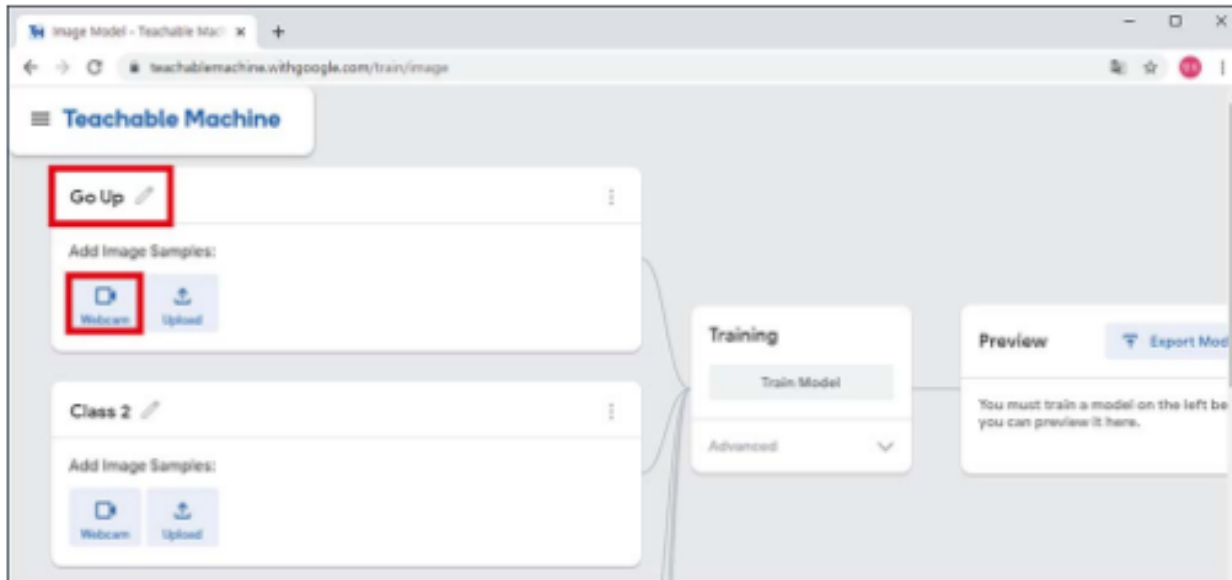 Image Model - Teachable Mac
teachablemachine.withgoogle.com/train/image
Teachable Machine
Go Up
Add Image Samples:
Webcam Upload
Class 2
Add Image Samples:
Webcam Upload
Training
Train Model
Advanced
Preview
Export Mod
You must train a model on the left be
you can preview it here.